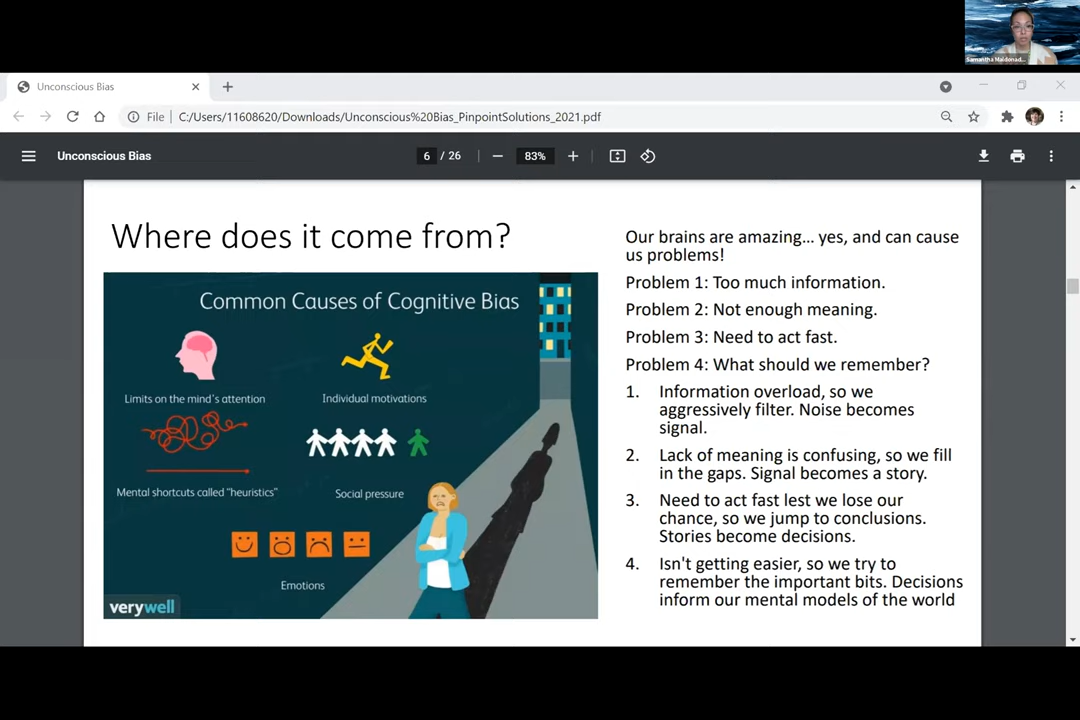 Samantha Maldonad...
Unconscious Bias
File
C:/Users/11608620/Downloads/Unconscious%20Bias_PinpointSolutions_2021.pdf
Unconscious Bias
6 / 26
83%
Where does it come from?
Common Causes of Cognitive Bias
Limits on the mind's attention
Individual motivations
Mental shortcuts called "heuristics"
Social pressure
Emotions
verywell
Our brains are amazing... yes, and can cause
us problems!
Problem 1: Too much information.
Problem 2: Not enough meaning.
Problem 3: Need to act fast.
Problem 4: What should we remember?
1. Information overload, so we
aggressively filter. Noise becomes
signal.
2. Lack of meaning is confusing, so we fill
in the gaps. Signal becomes a story.
3. Need to act fast lest we lose our
chance, so we jump to conclusions.
Stories become decisions.
4. Isn't getting easier, so we try to
remember the important bits. Decisions
inform our mental models of the world